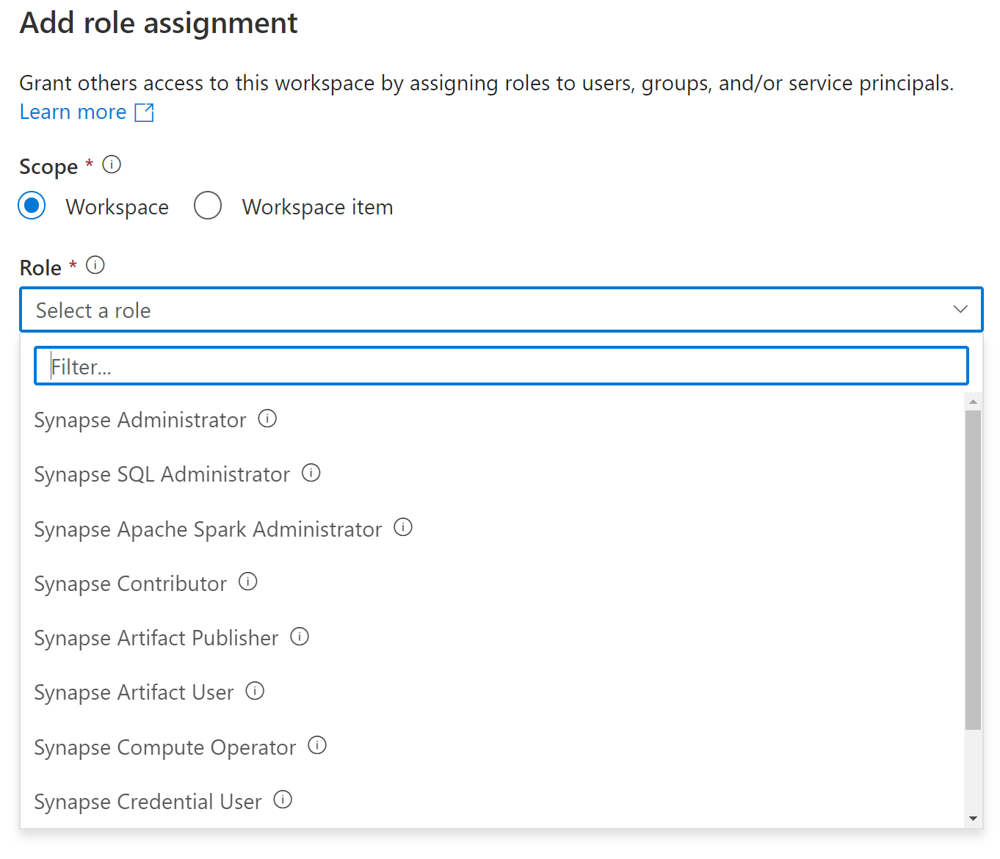 Add role assignment
Grant others access to this workspace by assigning roles to users, groups, and/or service principals.
Learn more
Scope *
Workspace Workspace item
Role *
Select a role
Filter...
Synapse Administrator
Synapse SQL Administrator
Synapse Apache Spark Administrator
Synapse Contributor
Synapse Artifact Publisher
Synapse Artifact User
Synapse Compute Operator
Synapse Credential User